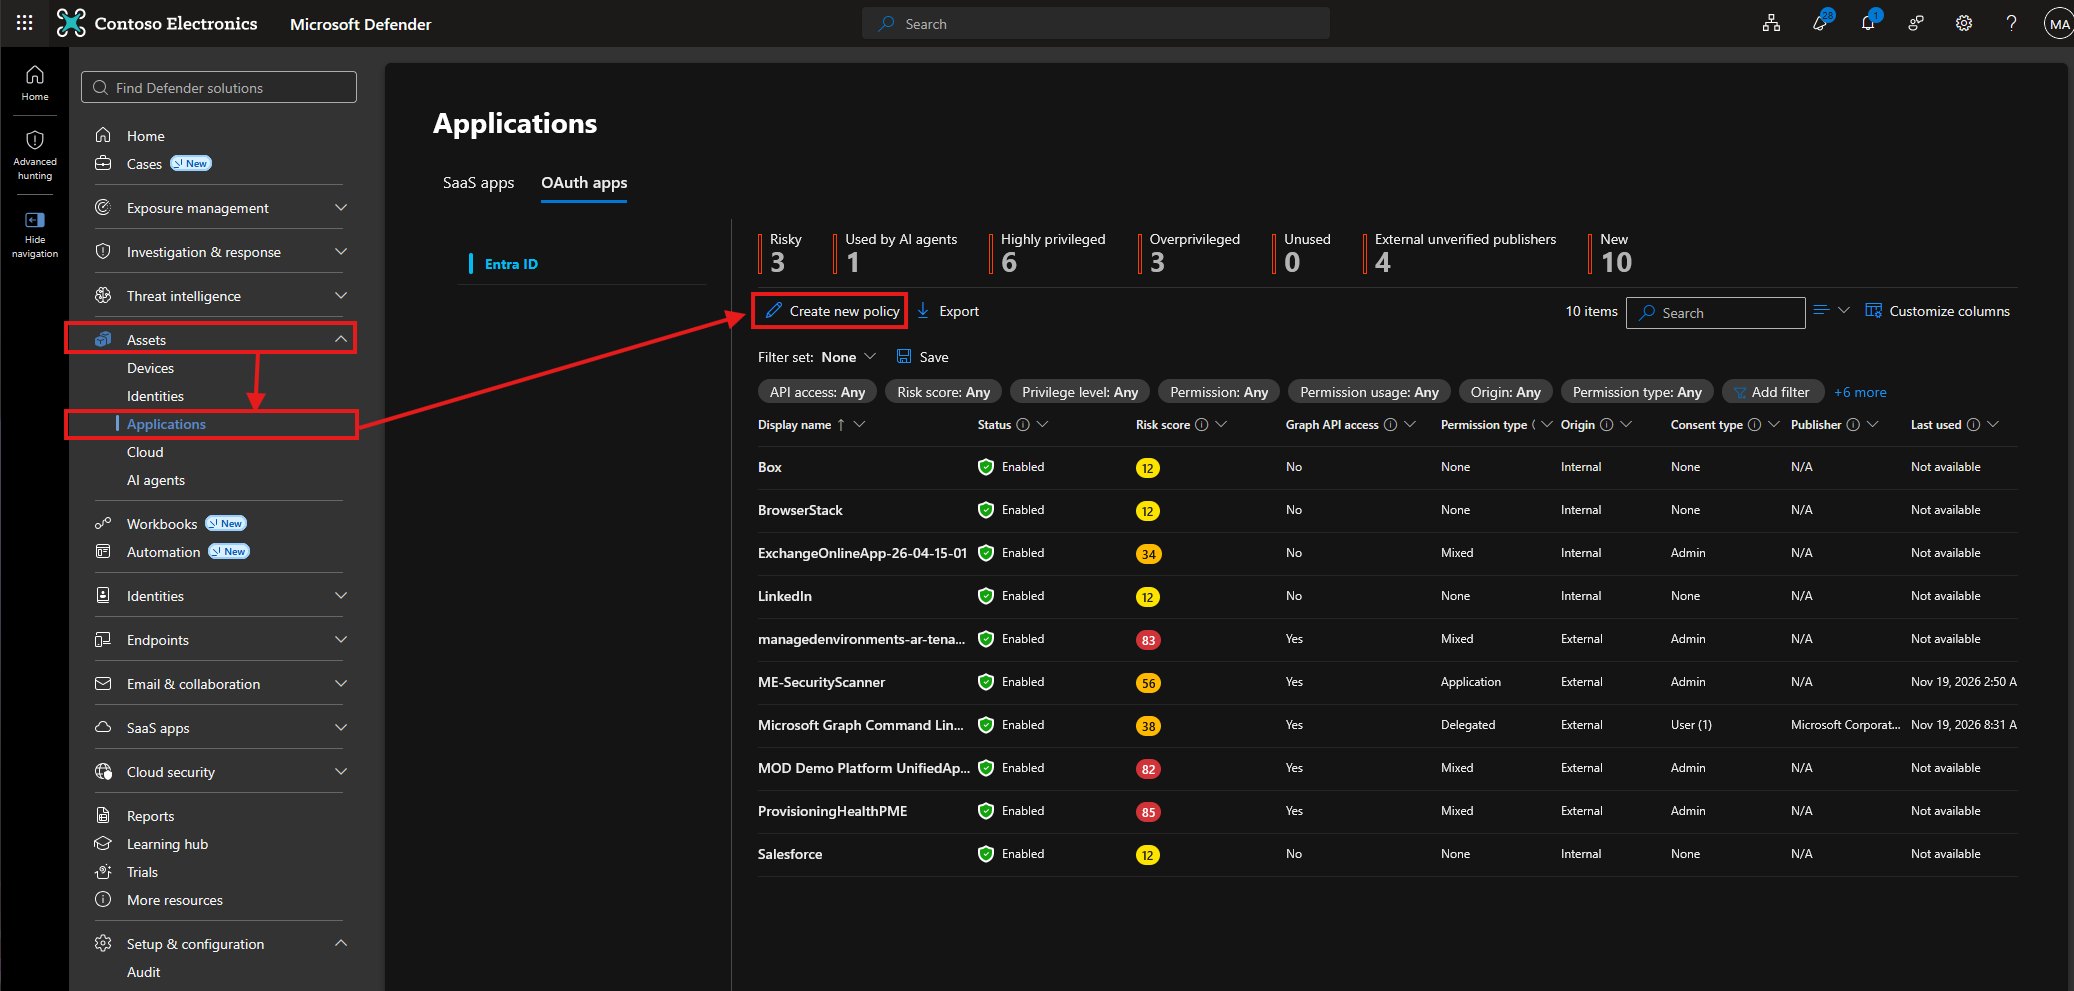 Contoso Electronics
Microsoft Defender
Search
28
1
MA
Home
Advanced
hunting
Hide
navigation
Find Defender solutions
Home
Cases New
Exposure management
Investigation & response
Threat intelligence
Assets
Devices
Identities
Applications
Cloud
AI agents
Workbooks New
Automation New
Identities
Endpoints
Email & collaboration
SaaS apps
Cloud security
Reports
Learning hub
Trials
More resources
Setup & configuration
Audit
Applications
SaaS apps OAuth apps
Entra ID
Risky Used by AI agents Highly privileged Overprivileged Unused External unverified publishers New
3 1 6 3 0 4 10
Create new policy Export 10 items Search Customize columns
Filter set: None Save
API access: Any Risk score: Any Privilege level: Any Permission: Any Permission usage: Any Origin: Any Permission type: Any Add filter +6 more
Display name Status Risk score Graph API access Permission type Origin Consent type Publisher Last used
Box Enabled 12 No None Internal None N/A Not available
BrowserStack Enabled 12 No None Internal None N/A Not available
ExchangeOnlineApp-26-04-15-01 Enabled 34 No Mixed Internal Admin N/A Not available
LinkedIn Enabled 12 No None Internal None N/A Not available
managedenvironments-ar-tena... Enabled 83 Yes Mixed External Admin N/A Not available
ME-SecurityScanner Enabled 56 Yes Application External Admin N/A Nov 19, 2026 2:50 A
Microsoft Graph Command Lin... Enabled 38 Yes Delegated External User (1) Microsoft Corporat... Nov 19, 2026 8:31 A
MOD Demo Platform UnifiedAp... Enabled 82 Yes Mixed External Admin N/A Not available
ProvisioningHealthPME Enabled 85 Yes Mixed External Admin N/A Not available
Salesforce Enabled 12 No None Internal None N/A Not available